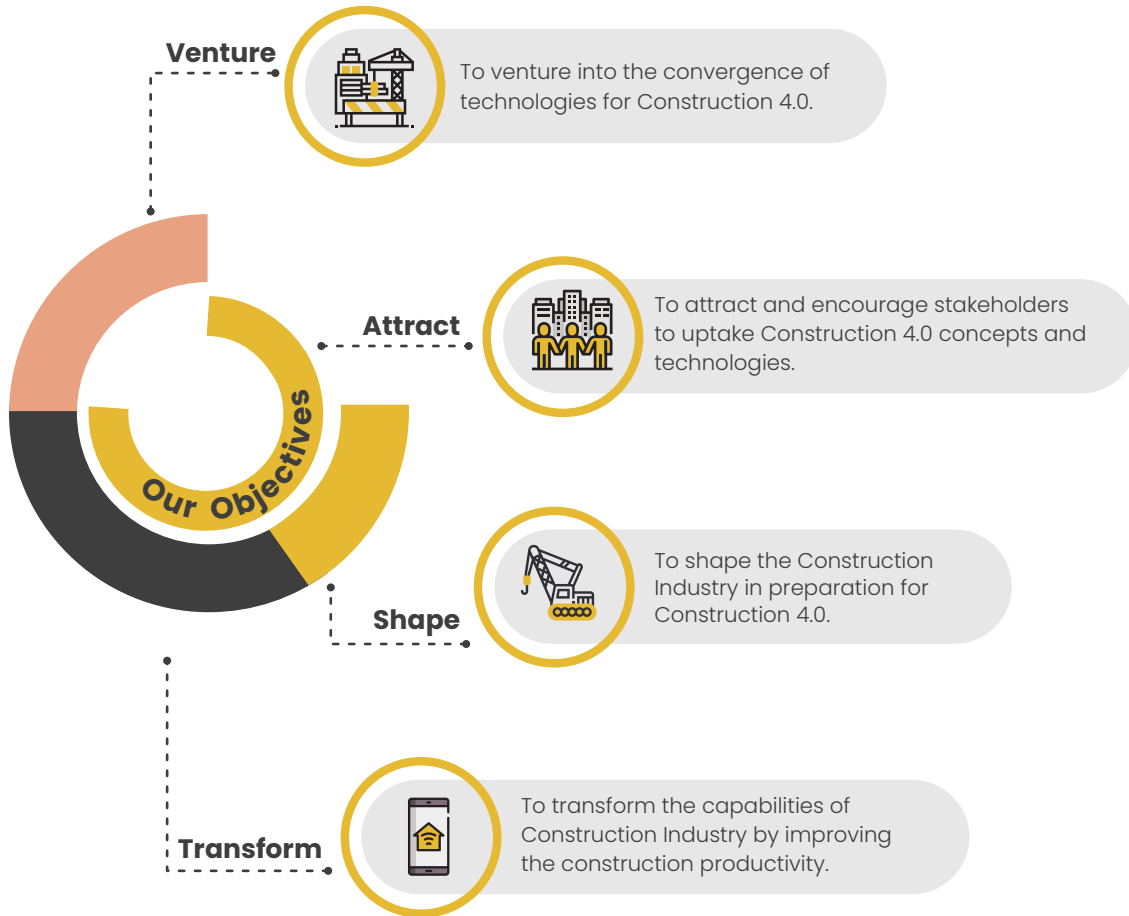 Venture
To venture into the convergence of
technologies for Construction 4.0.
Attract
To attract and encourage stakeholders
to uptake Construction 4.0 concepts and
technologies.
Our Objectives
Shape
To shape the Construction
Industry in preparation for
Construction 4.0.
Transform
To transform the capabilities of
Construction Industry by improving
the construction productivity.